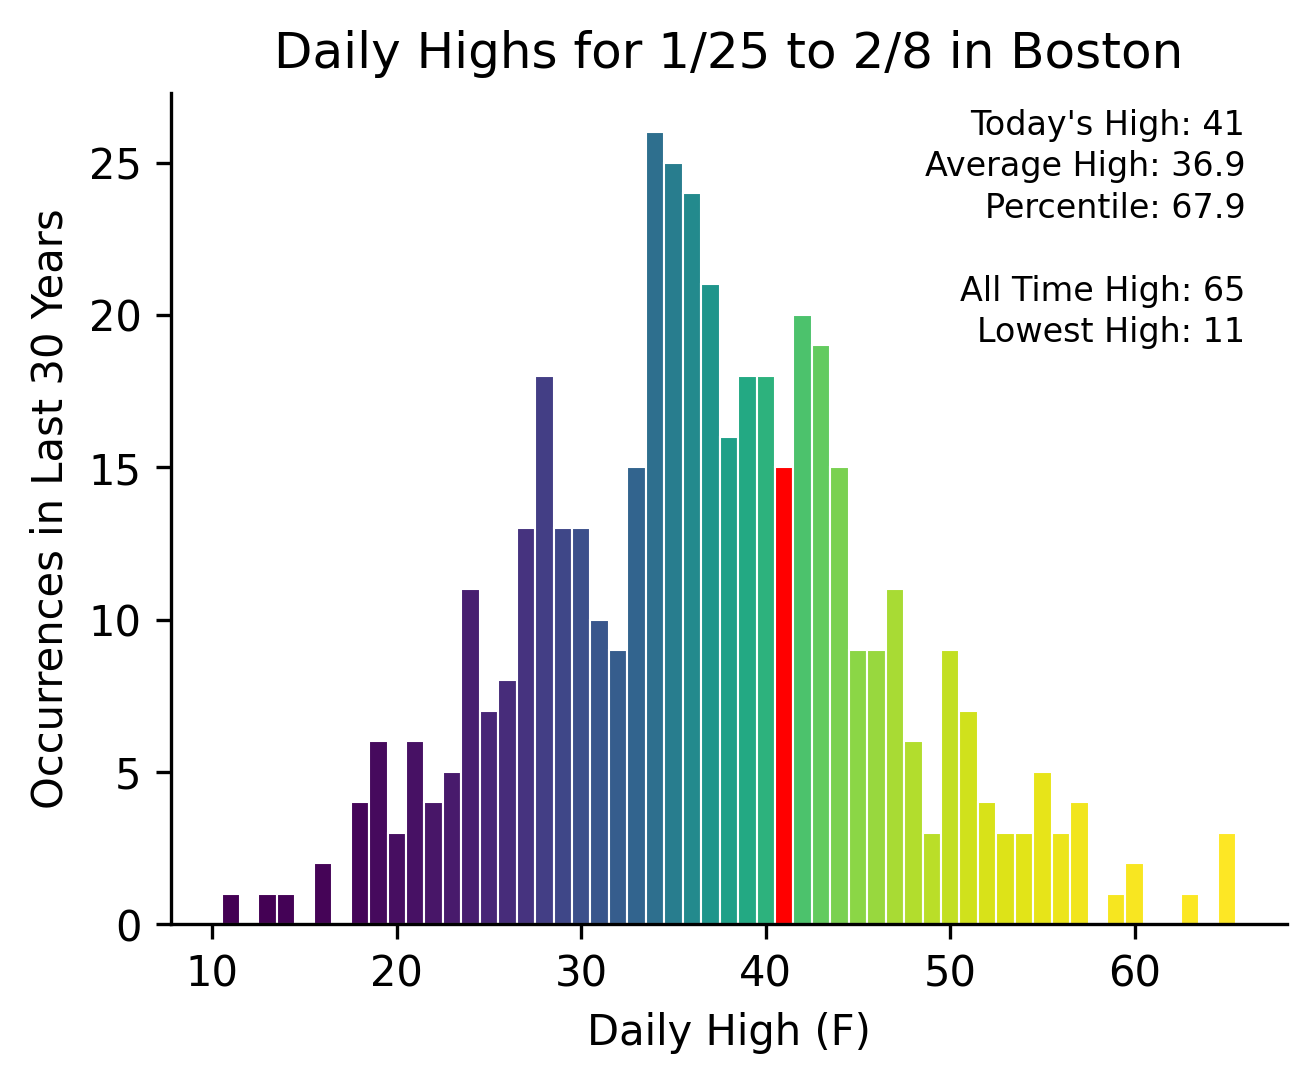 Daily Highs for 1/25 to 2/8 in Boston
Today's High: 41
Average High: 36.9
Percentile: 67.9
All Time High: 65
Lowest High: 11
Occurrences in Last 30 Years
25
20
15
10
5
0
10 20 30 40 50 60
Daily High (F)